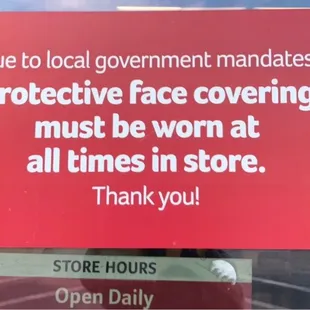 ue to local government mandates
rotective face covering
must be worn at
all times in store.
Thank you!
STORE HOURS
Open Daily